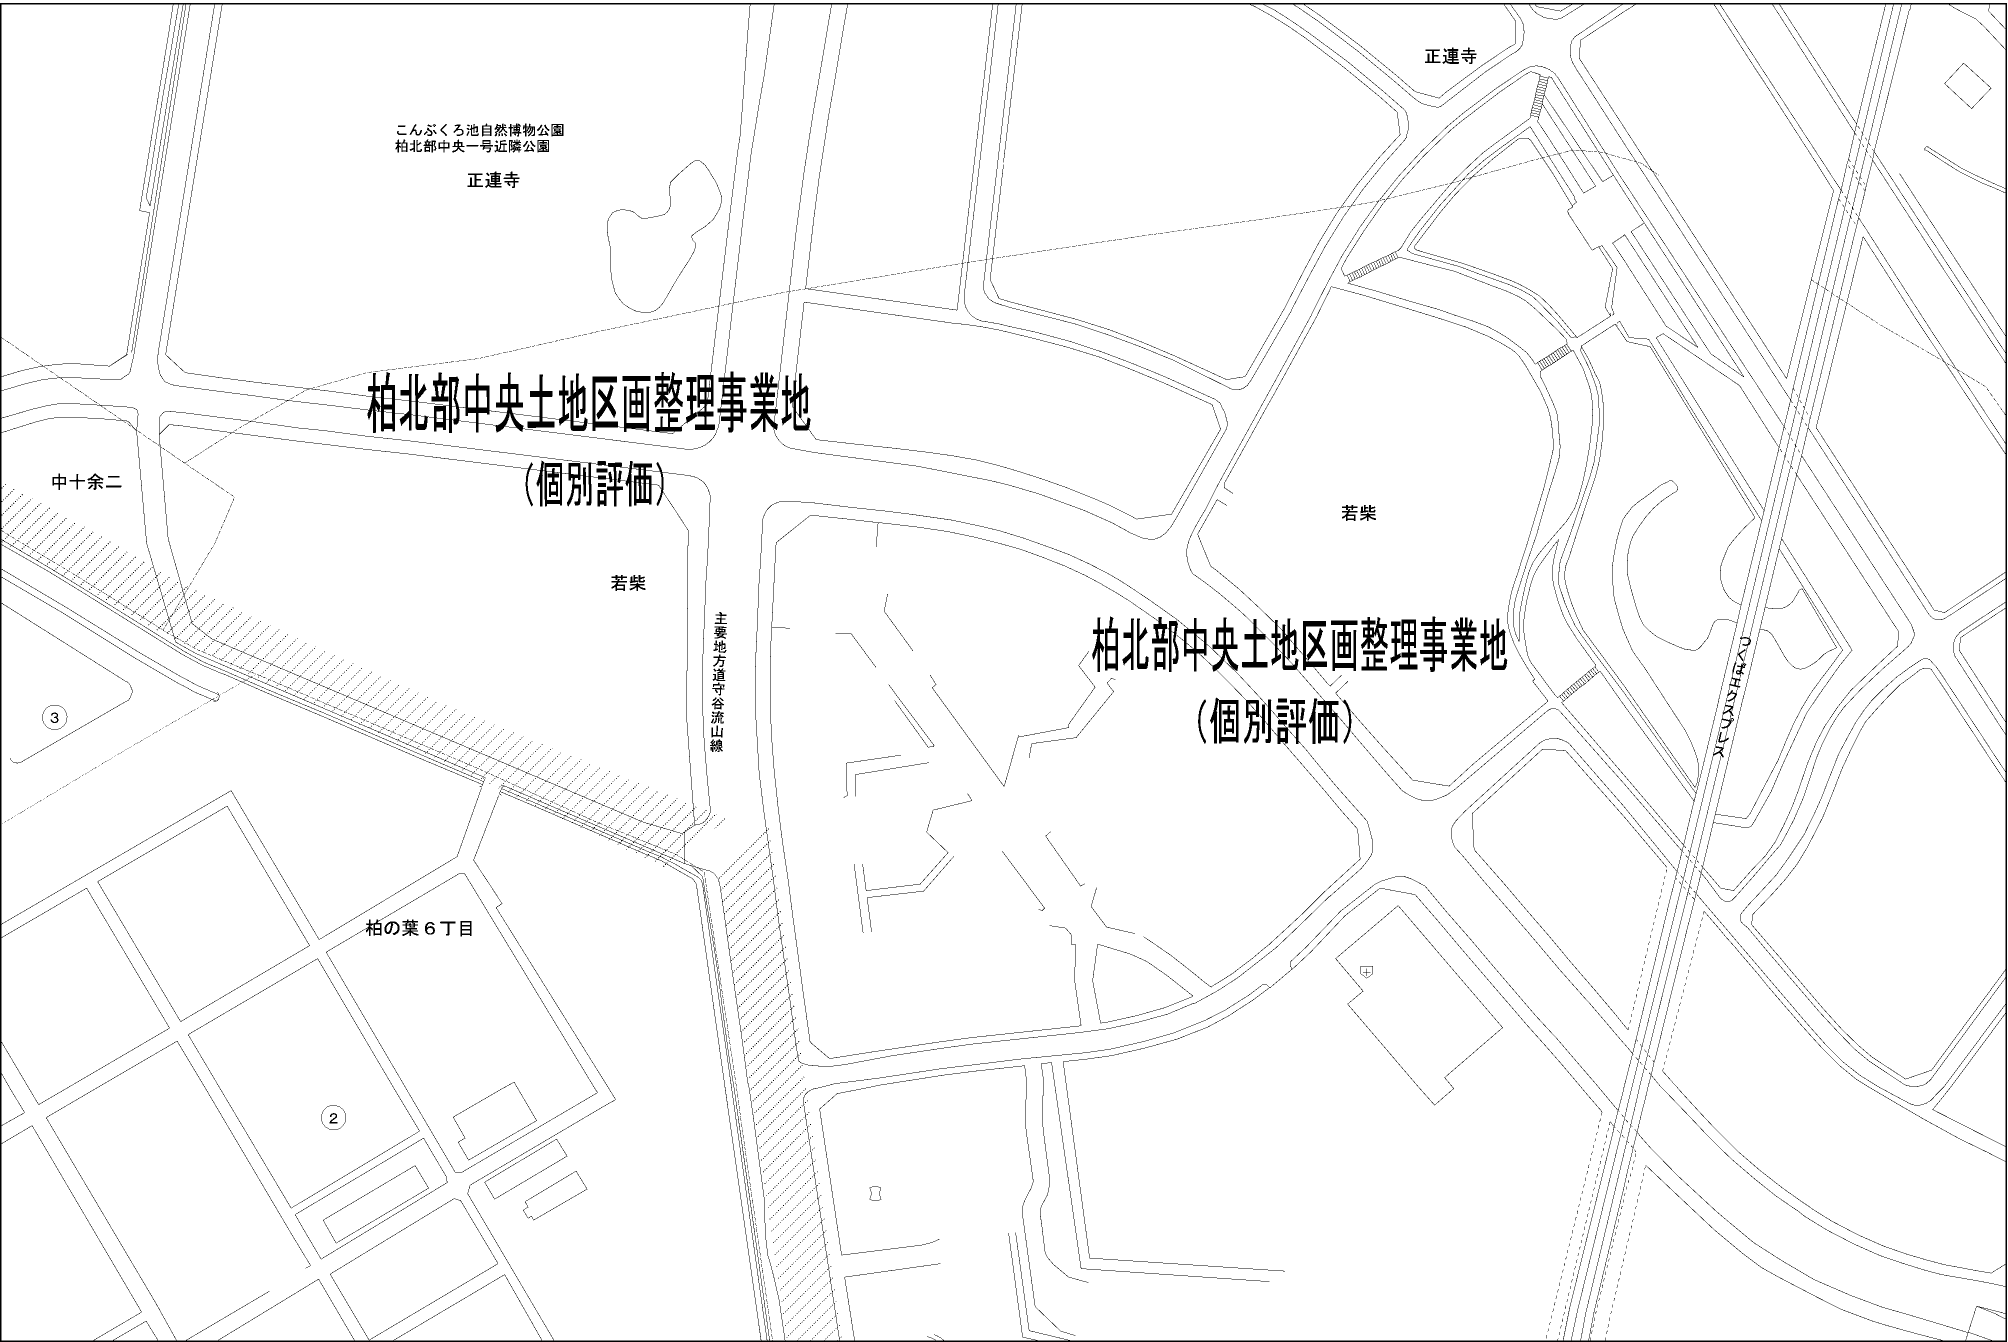 正連寺
こんぶくろ池自然博物公園
柏北部中央一号近隣公園
正連寺
柏北部中央土地区画整理事業地
（個別評価）
中十余二
若柴
若柴
主要地方道守谷流山線
柏北部中央土地区画整理事業地
（個別評価）
つくばエクスプレス
3
柏の葉６丁目
2